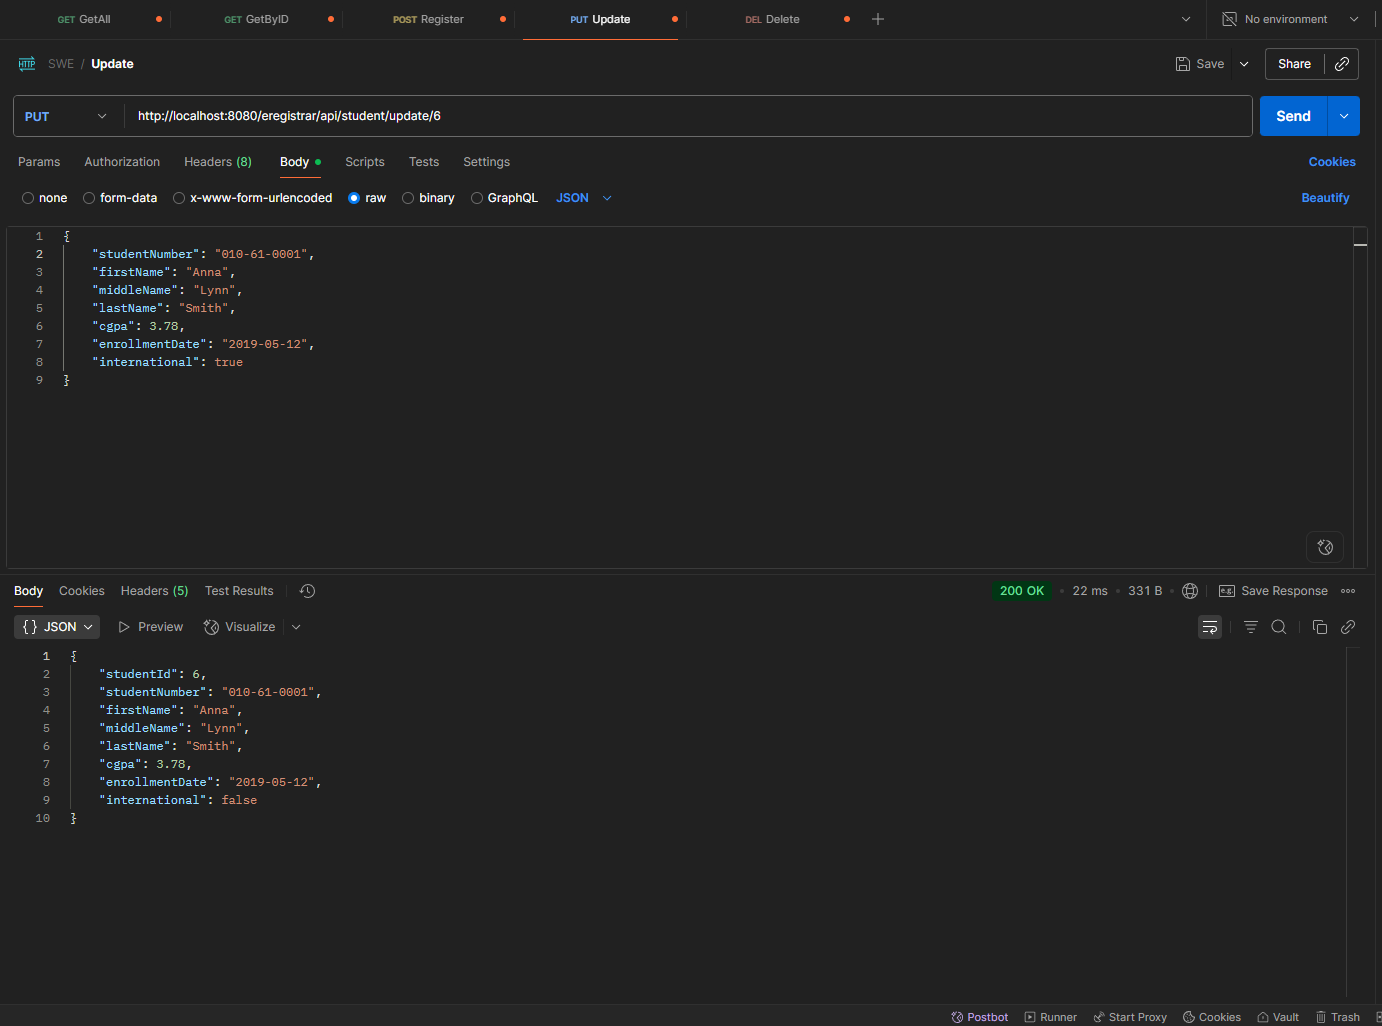 GET GetAll GET GetByID POST Register PUT Update DEL Delete No environment
HTTP SWE / Update Save Share
PUT http://localhost:8080/eregistrar/api/student/update/6 Send
Params Authorization Headers (8) Body Scripts Tests Settings Cookies
none form-data x-www-form-urlencoded raw binary GraphQL JSON Beautify
1 {
2 "studentNumber": "010-61-0001",
3 "firstName": "Anna",
4 "middleName": "Lynn",
5 "lastName": "Smith",
6 "cgpa": 3.78,
7 "enrollmentDate": "2019-05-12",
8 "international": true
9 }
Body Cookies Headers (5) Test Results 200 OK 22 ms 331 B e.g. Save Response
{} JSON Preview Visualize
1 {
2 "studentId": 6,
3 "studentNumber": "010-61-0001",
4 "firstName": "Anna",
5 "middleName": "Lynn",
6 "lastName": "Smith",
7 "cgpa": 3.78,
8 "enrollmentDate": "2019-05-12",
9 "international": false
10 }
Postbot Runner Start Proxy Cookies Vault Trash